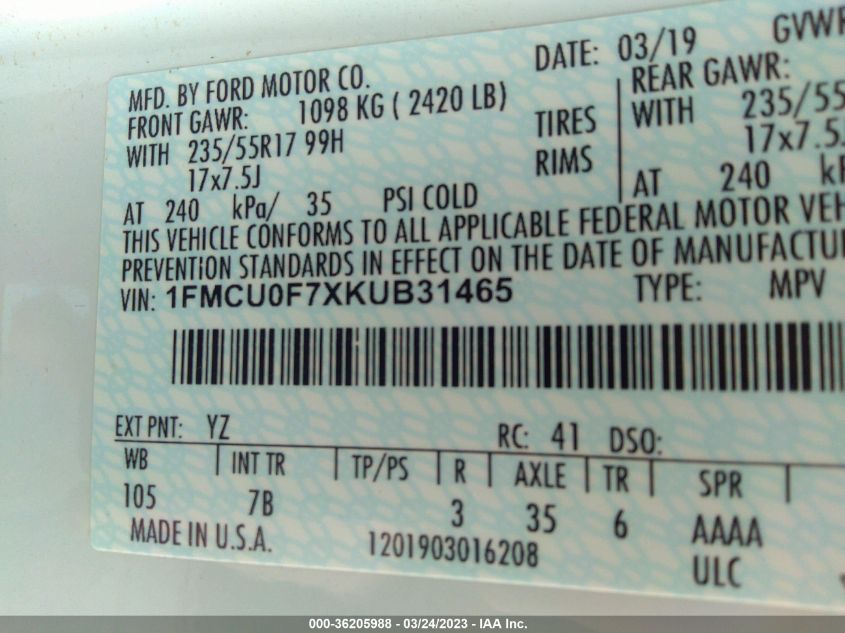 MFD. BY FORD MOTOR CO. DATE: 03/19 GVWR
FRONT GAWR: 1098 KG ( 2420 LB) REAR GAWR:
WITH 235/55R17 99H TIRES WITH 235/55
17x7.5J RIMS 17x7.5J
AT 240 kPa/ 35 PSI COLD AT 240
THIS VEHICLE CONFORMS TO ALL APPLICABLE FEDERAL MOTOR VEH
PREVENTION STANDARDS IN EFFECT ON THE DATE OF MANUFACTU
VIN: 1FMCU0F7XKUB31465 TYPE: MPV
EXT PNT: YZ RC: 41 DSO:
WB INT TR TP/PS R AXLE TR SPR
105 7B 3 35 6 AAAA
MADE IN U.S.A. 1201903016208 ULC
000-36205988 - 03/24/2023 - IAA Inc.